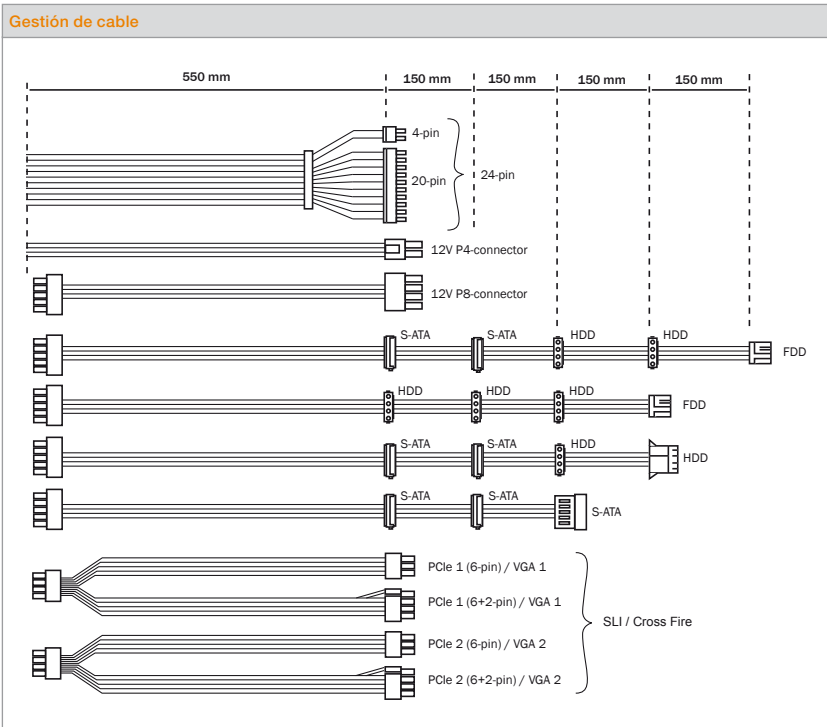 Gestión de cable
550 mm 150 mm 150 mm 150 mm 150 mm
4-pin
20-pin
24-pin
12V P4-connector
12V P8-connector
S-ATA S-ATA HDD HDD FDD
HDD HDD HDD FDD
S-ATA S-ATA HDD HDD
S-ATA S-ATA S-ATA
PCIe 1 (6-pin) / VGA 1
PCIe 1 (6+2-pin) / VGA 1
SLI / Cross Fire
PCIe 2 (6-pin) / VGA 2
PCIe 2 (6+2-pin) / VGA 2